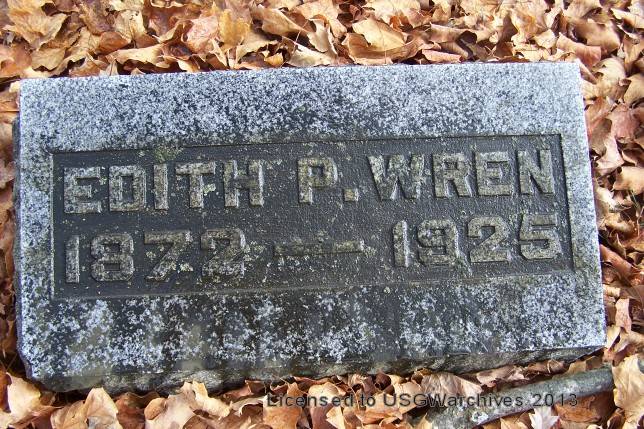 EDITH P. WREN
1872 — 1925
Licensed to USGWarchives 2013